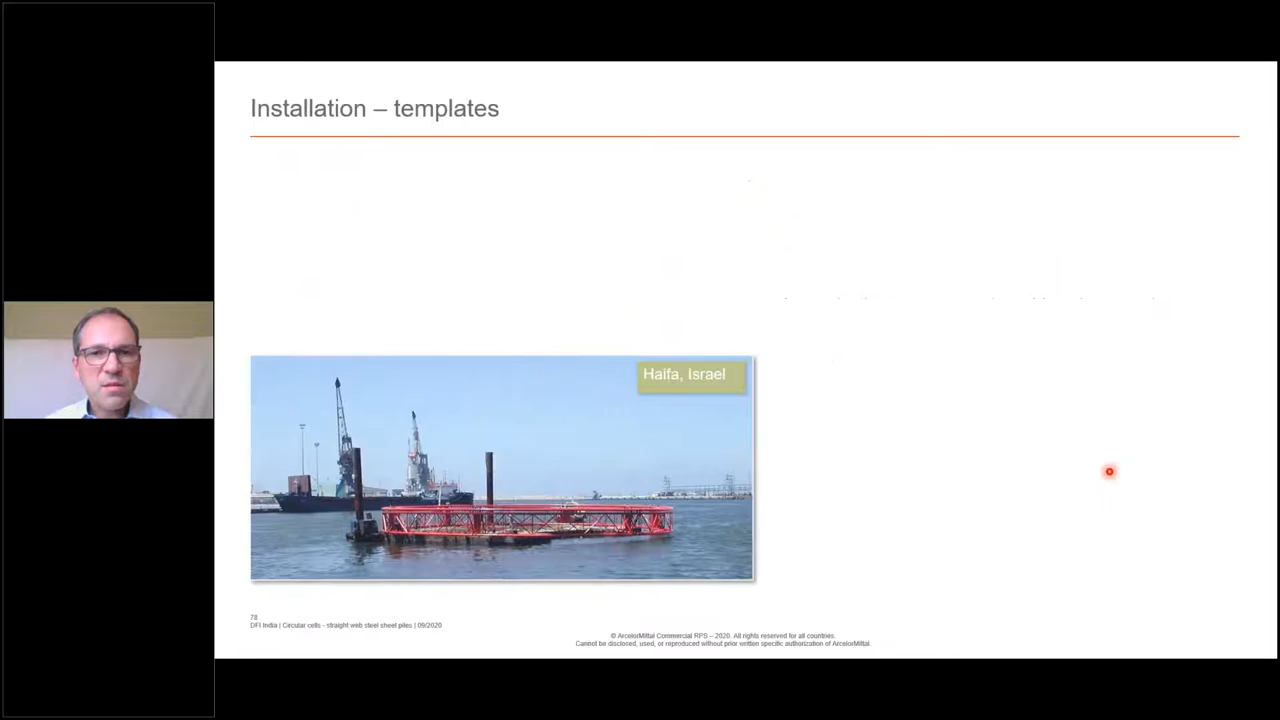 Installation – templates
Haifa, Israel
78
DFI India | Circular cells - straight web steel sheel piles | 09/2020
© ArcelorMittal Commercial RPS – 2020. All rights reserved for all countries.
Cannot be disclosed, used, or reproduced without prior written specific authorization of ArcelorMittal.